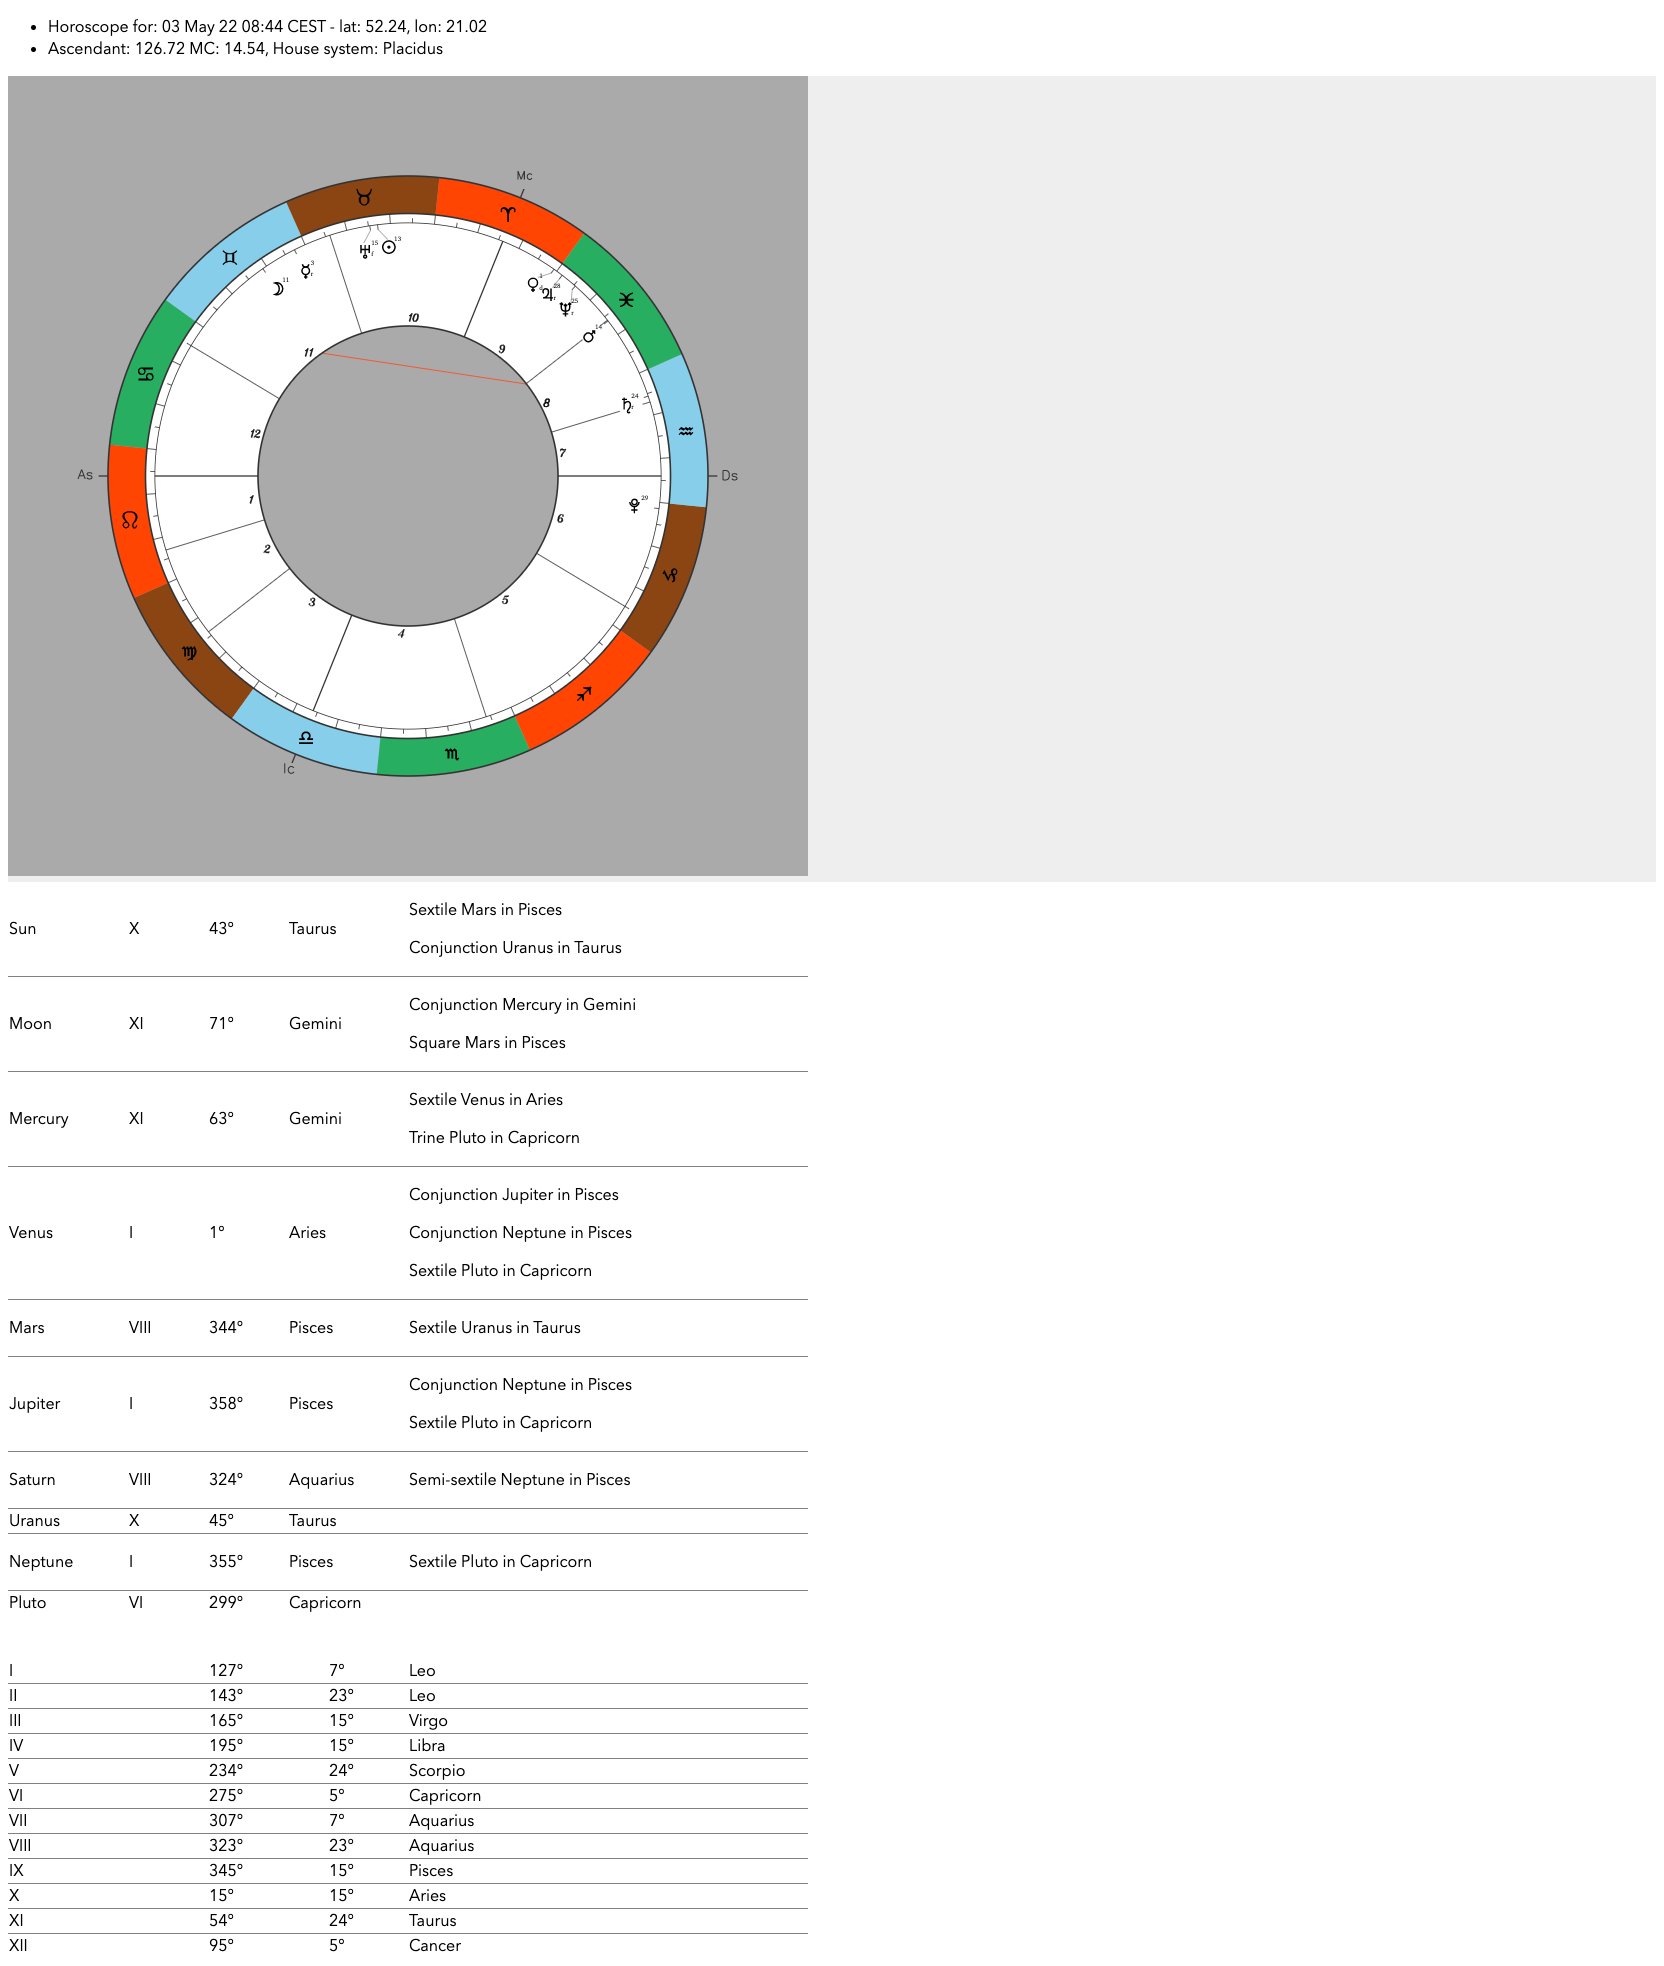 Horoscope for: 03 May 22 08:44 CEST - lat: 52.24, lon: 21.02
Ascendant: 126.72 MC: 14.54, House system: Placidus
Mc
15 13
3
11
1
28
25
14
10
11
9
8
24
12
7
As
Ds
1
6
29
2
3
5
4
Ic
Sun X 43° Taurus Sextile Mars in Pisces
Conjunction Uranus in Taurus
Moon XI 71° Gemini Conjunction Mercury in Gemini
Square Mars in Pisces
Mercury XI 63° Gemini Sextile Venus in Aries
Trine Pluto in Capricorn
Venus I 1° Aries Conjunction Jupiter in Pisces
Conjunction Neptune in Pisces
Sextile Pluto in Capricorn
Mars VIII 344° Pisces Sextile Uranus in Taurus
Jupiter I 358° Pisces Conjunction Neptune in Pisces
Sextile Pluto in Capricorn
Saturn VIII 324° Aquarius Semi-sextile Neptune in Pisces
Uranus X 45° Taurus
Neptune I 355° Pisces Sextile Pluto in Capricorn
Pluto VI 299° Capricorn
I 127° 7° Leo
II 143° 23° Leo
III 165° 15° Virgo
IV 195° 15° Libra
V 234° 24° Scorpio
VI 275° 5° Capricorn
VII 307° 7° Aquarius
VIII 323° 23° Aquarius
IX 345° 15° Pisces
X 15° 15° Aries
XI 54° 24° Taurus
XII 95° 5° Cancer